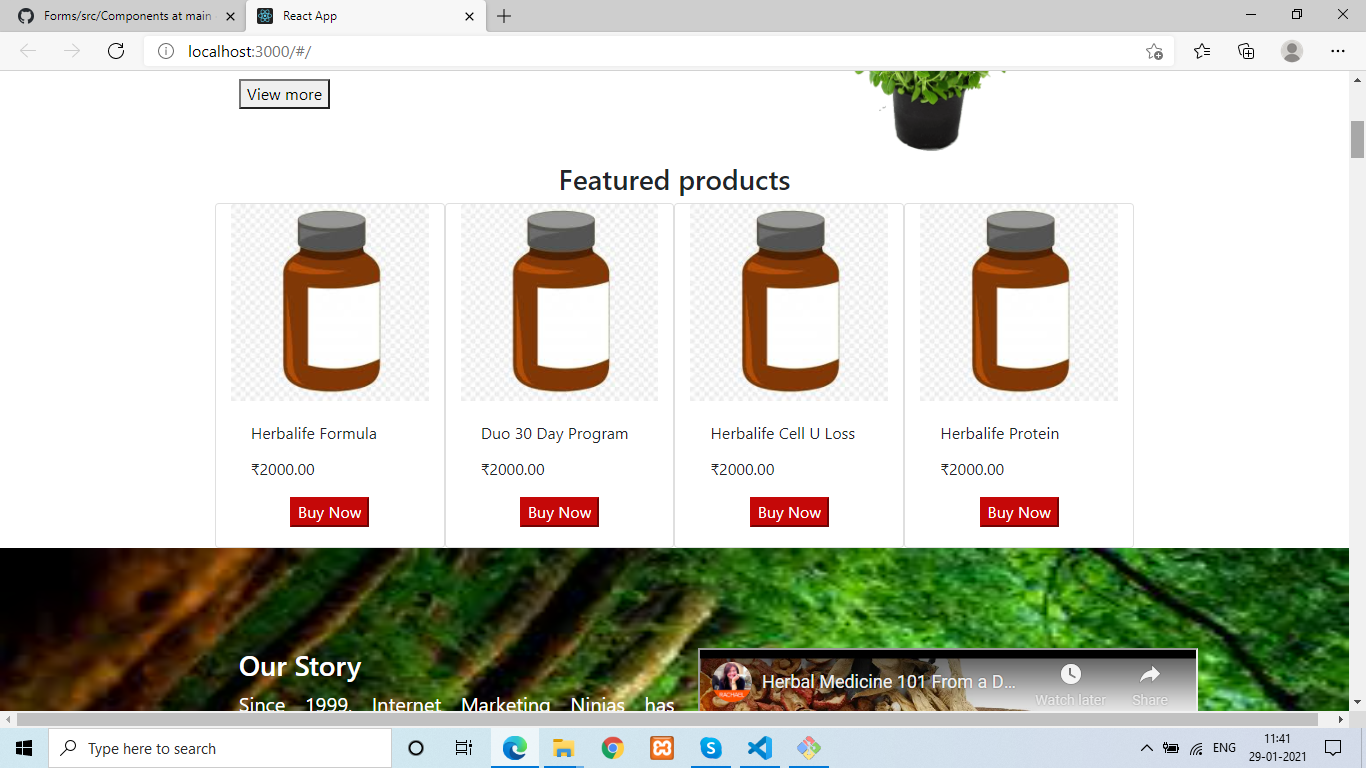 Forms/src/Components at main
React App
localhost:3000/#/
View more
Featured products
Herbalife Formula
₹2000.00
Buy Now
Duo 30 Day Program
₹2000.00
Buy Now
Herbalife Cell U Loss
₹2000.00
Buy Now
Herbalife Protein
₹2000.00
Buy Now
Our Story
Since 1999, Internet Marketing Ninjas has
RACHAEL
Herbal Medicine 101 From a D...
Watch later
Share
Type here to search
ENG
11:41
29-01-2021